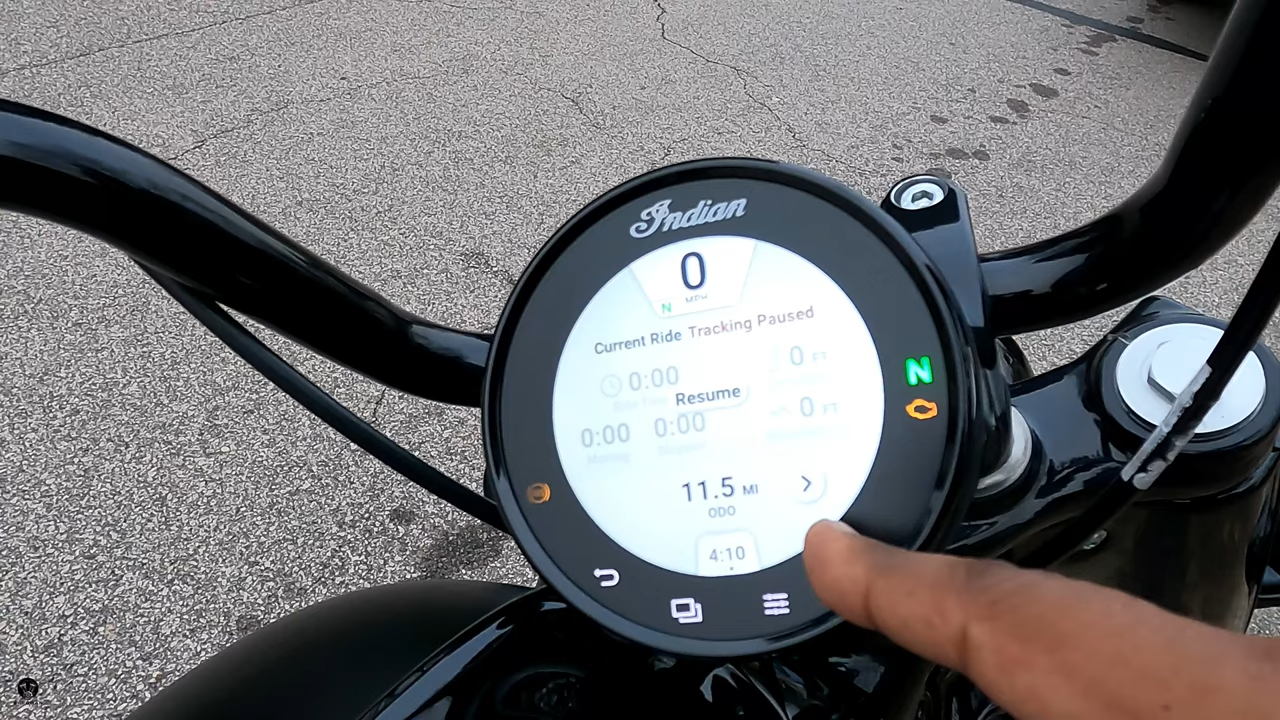 Indian
0
N MPH
Current Ride Tracking Paused
0:00
0 FT
Resume
0:00 0:00
0 FT
11.5 MI
ODO
4:10
N